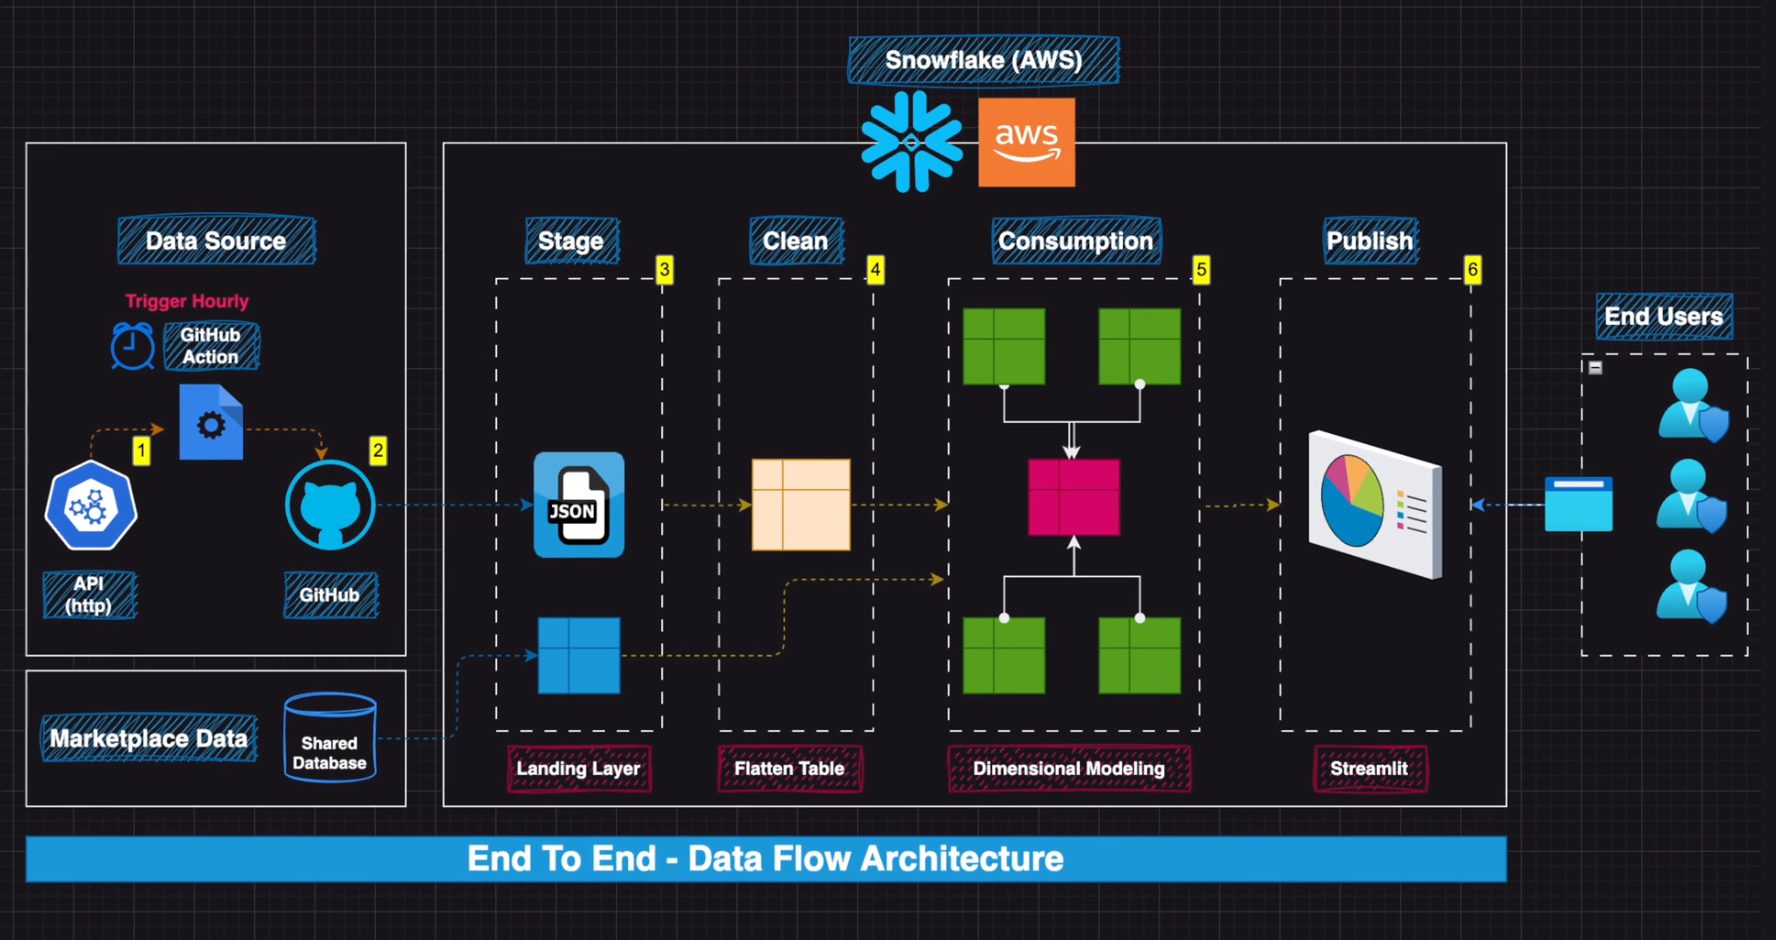 Snowflake (AWS)
aws
Data Source
Trigger Hourly
GitHub
Action
1
2
API
(http)
GitHub
Marketplace Data
Shared
Database
Stage
3
JSON
Landing Layer
Clean
4
Flatten Table
Consumption
5
Dimensional Modeling
Publish
6
Streamlit
End Users
End To End - Data Flow Architecture